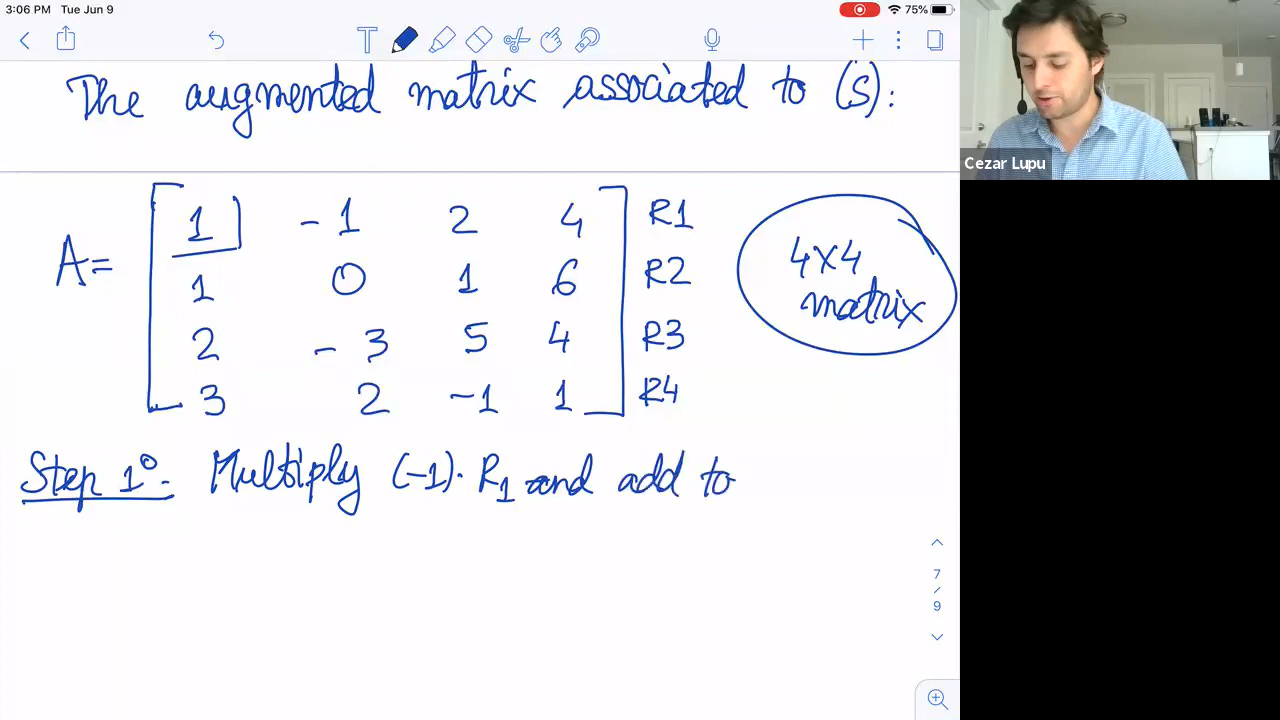 3:06 PM Tue Jun 9
75%
The augmented matrix associated to (S):
A= 1 -1 2 4 R1
1 0 1 6 R2
2 -3 5 4 R3
3 2 -1 1 R4
4x4
matrix
Step 1°. Multiply (-1)· R1 and add to
Cezar Lupu
7
/
9